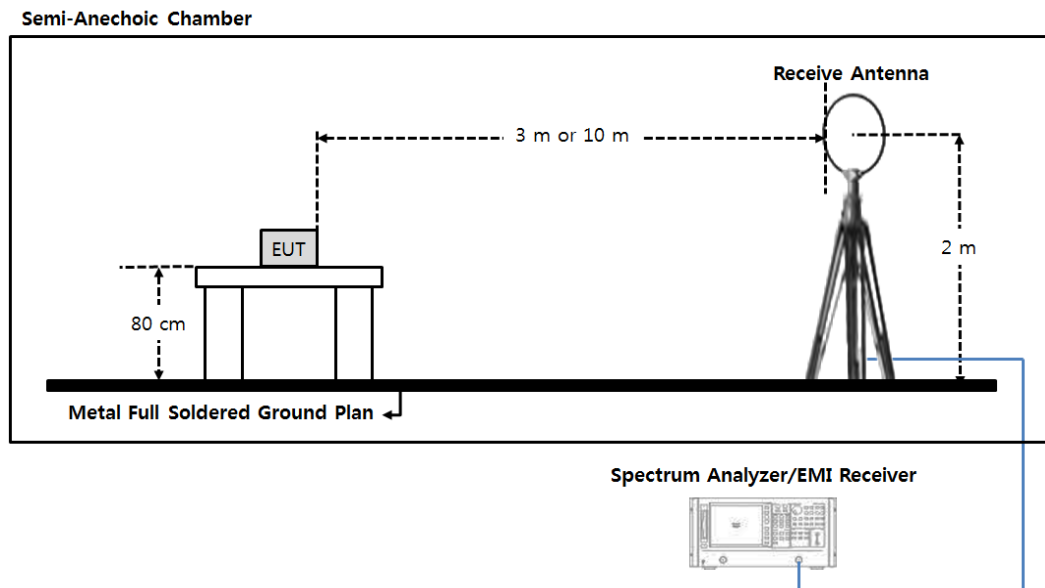 Semi-Anechoic Chamber
Receive Antenna
3 m or 10 m
EUT
2 m
80 cm
Metal Full Soldered Ground Plan
Spectrum Analyzer/EMI Receiver